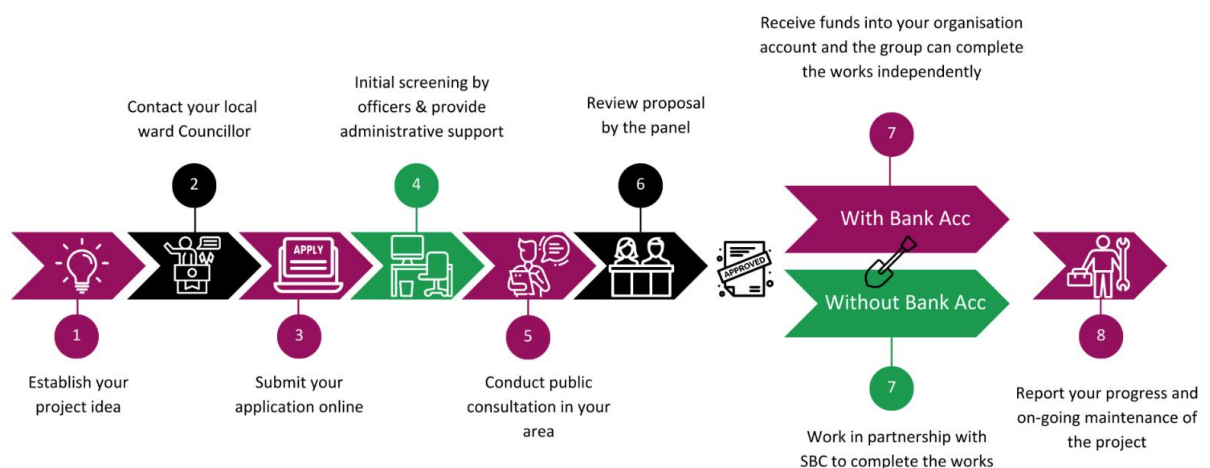 1
Establish your
project idea
Contact your local
ward Councillor
2
APPLY
3
Submit your
application online
Initial screening by
officers & provide
administrative support
4
5
Conduct public
consultation in your
area
Review proposal
by the panel
6
APPROVED
Receive funds into your organisation
account and the group can complete
the works independently
7
With Bank Acc
Without Bank Acc
7
Work in partnership with
SBC to complete the works
8
Report your progress and
on-going maintenance of
the project